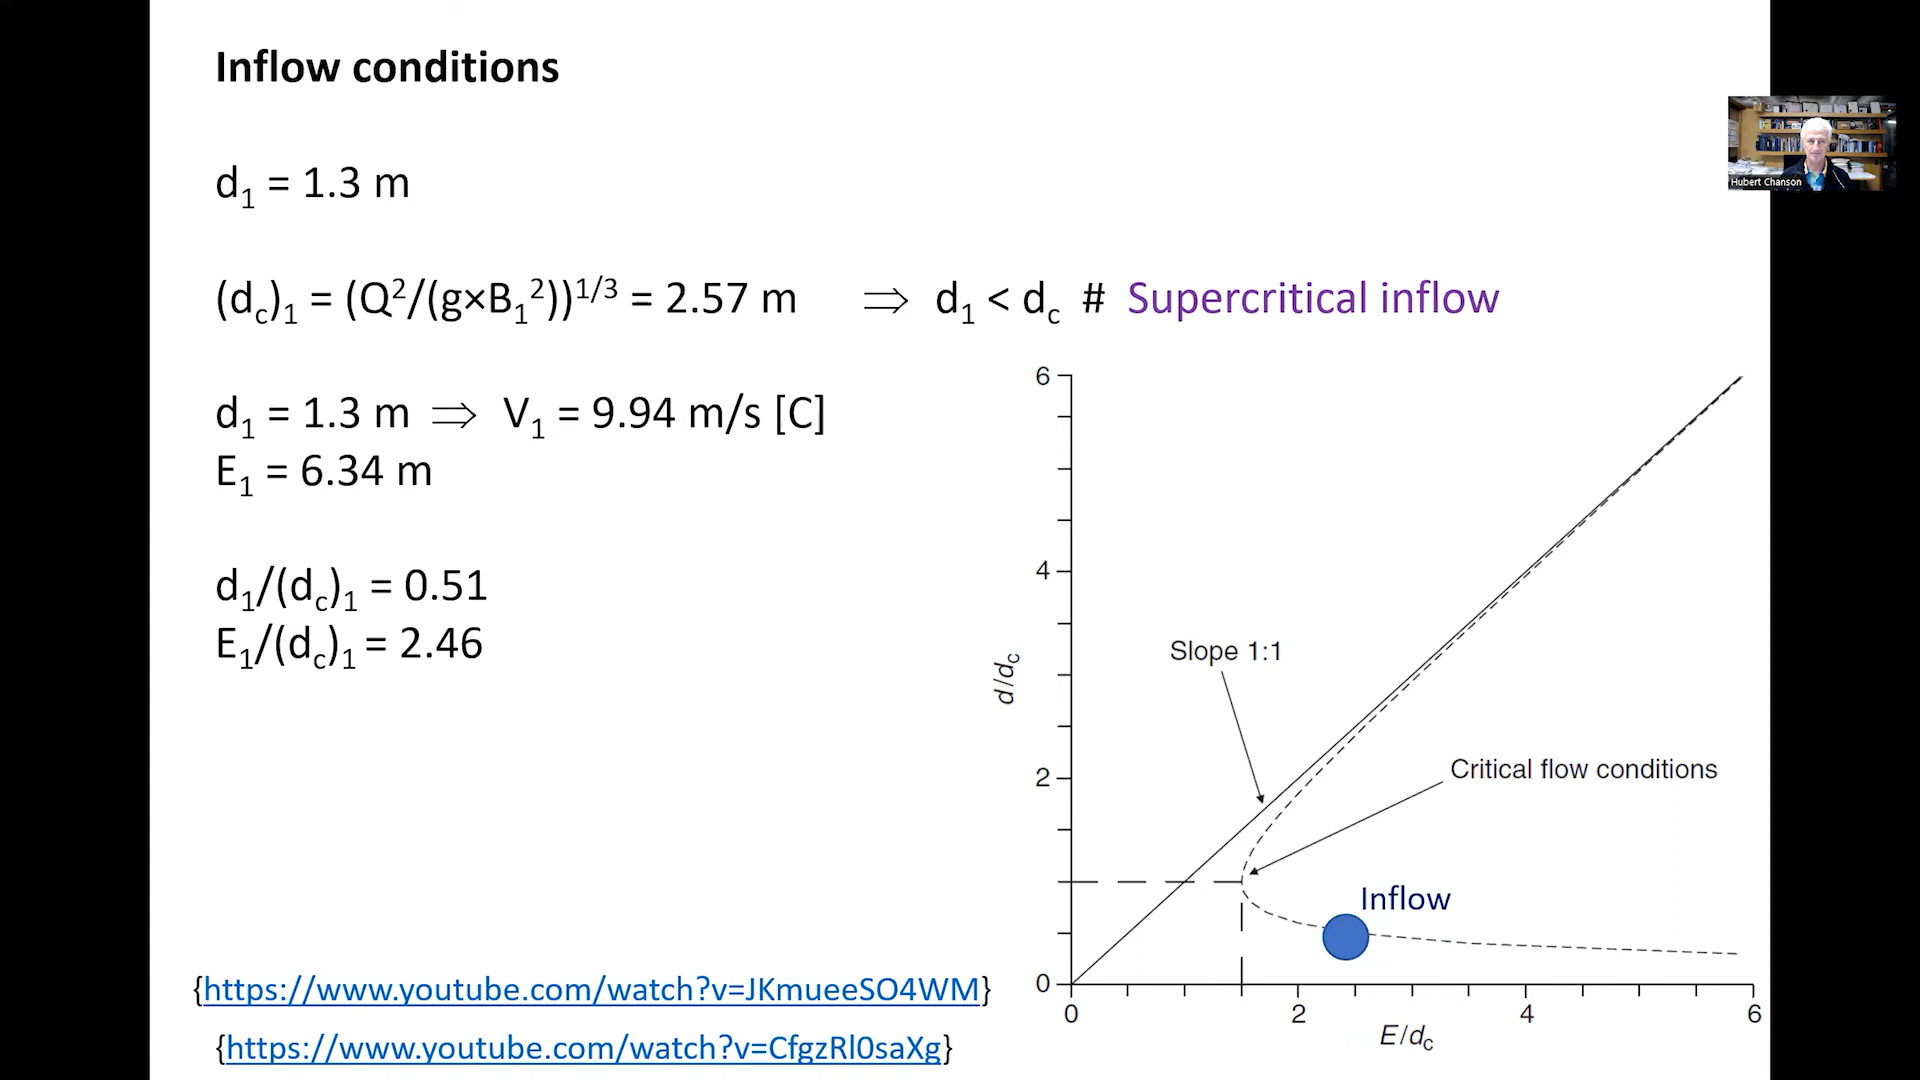 Inflow conditions
Hubert Chanson
d₁ = 1.3 m
(d_c)₁ = (Q²/(g×B₁²))^1/3 = 2.57 m ⇒ d₁ < d_c # Supercritical inflow
d₁ = 1.3 m ⇒ V₁ = 9.94 m/s [C]
E₁ = 6.34 m
d₁/(d_c)₁ = 0.51
E₁/(d_c)₁ = 2.46
6
4
2
0
d/d_c
Slope 1:1
Critical flow conditions
Inflow
0 2 4 6
E/d_c
{https://www.youtube.com/watch?v=JKmueeSO4WM}
{https://www.youtube.com/watch?v=CfgzRl0saXg}